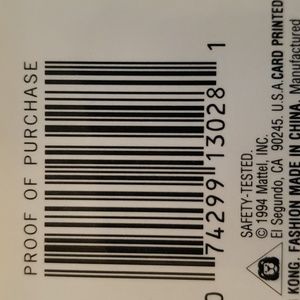 PROOF OF PURCHASE
0 74299 13028 1
SAFETY-TESTED.
© 1994 Mattel, INC.
El Segundo, CA 90245. U.S.A. CARD PRINTED
KONG. FASHION MADE IN CHINA. Manufactured